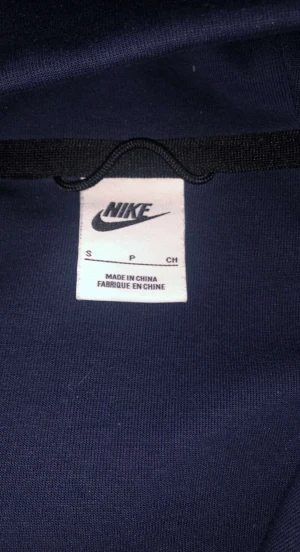 NIKE
S P CH
MADE IN CHINA
FABRIQUE EN CHINE